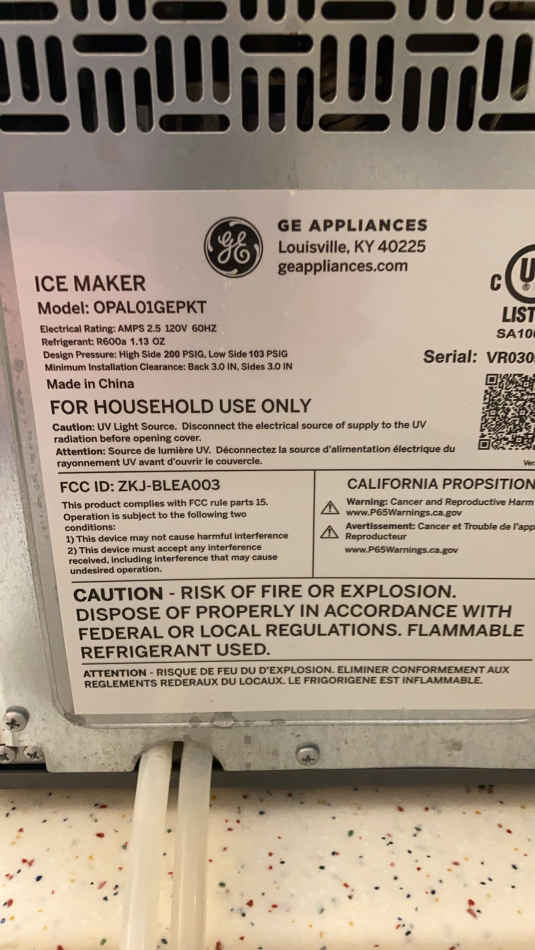 GE APPLIANCES
Louisville, KY 40225
geappliances.com
ICE MAKER
Model: OPAL01GEPKT
C
LIST
Electrical Rating: AMPS 2.5 120V 60HZ
Refrigerant: R600a 1.13 OZ
Design Pressure: High Side 200 PSIG, Low Side 103 PSIG
Minimum Installation Clearance: Back 3.0 IN, Sides 3.0 IN
Made in China
Serial: VR030
FOR HOUSEHOLD USE ONLY
Caution: UV Light Source. Disconnect the electrical source of supply to the UV
radiation before opening cover.
Attention: Source de lumière UV. Déconnectez la source d'alimentation électrique du
rayonnement UV avant d'ouvrir le couvercle.
FCC ID: ZKJ-BLEA003
This product complies with FCC rule parts 15.
Operation is subject to the following two
conditions:
1) This device may not cause harmful interference
2) This device must accept any interference
received, including interference that may cause
undesired operation.
CALIFORNIA PROPSITION
Warning: Cancer and Reproductive Harm
www.P65Warnings.ca.gov
Avertissement: Cancer et Trouble de l'app
Reproducteur
www.P65Warnings.ca.gov
CAUTION - RISK OF FIRE OR EXPLOSION.
DISPOSE OF PROPERLY IN ACCORDANCE WITH
FEDERAL OR LOCAL REGULATIONS. FLAMMABLE
REFRIGERANT USED.
ATTENTION - RISQUE DE FEU DU D'EXPLOSION. ELIMINER CONFORMEMENT AUX
REGLEMENTS REDERAUX DU LOCAUX. LE FRIGORIGENE EST INFLAMMABLE.